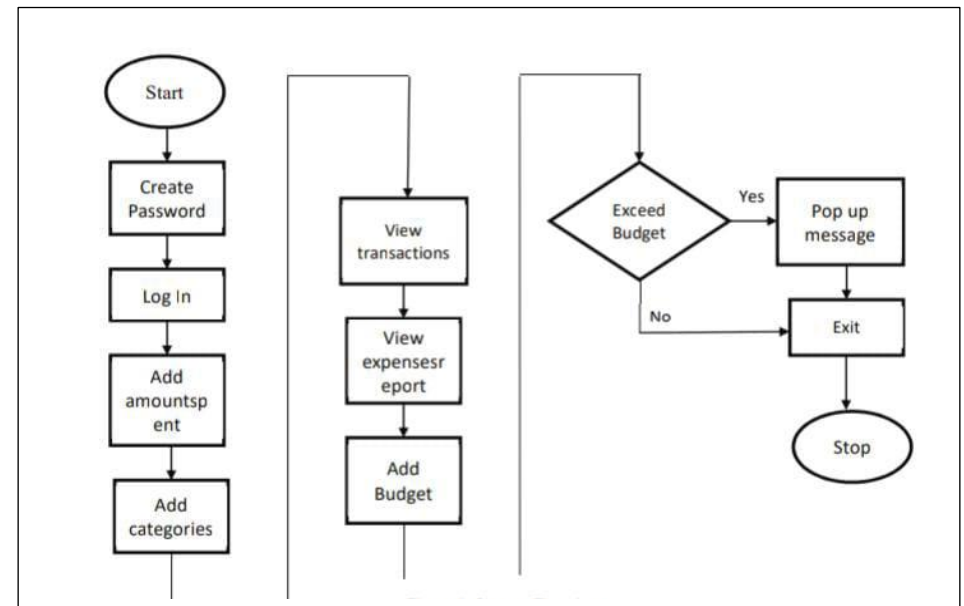 Start
Create
Password
Log In
Add
amountsp
ent
Add
categories
View
transactions
View
expensesr
eport
Add
Budget
Exceed
Budget
Yes
No
Pop up
message
Exit
Stop